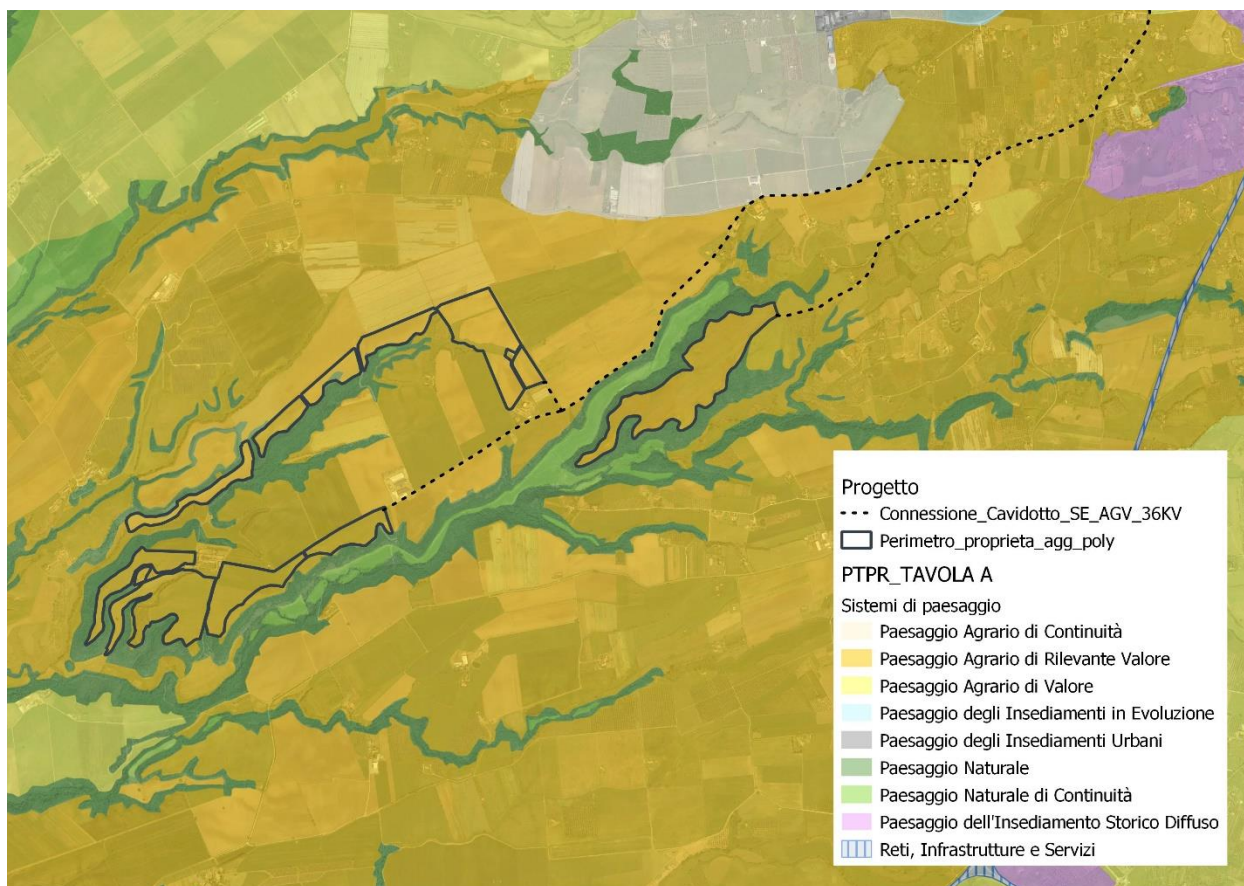 Progetto
Connessione_Cavidotto_SE_AGV_36KV
Perimetro_proprieta_agg_poly
PTPR_TAVOLA A
Sistemi di paesaggio
Paesaggio Agrario di Continuità
Paesaggio Agrario di Rilevante Valore
Paesaggio Agrario di Valore
Paesaggio degli Insediamenti in Evoluzione
Paesaggio degli Insediamenti Urbani
Paesaggio Naturale
Paesaggio Naturale di Continuità
Paesaggio dell'Insediamento Storico Diffuso
Reti, Infrastrutture e Servizi